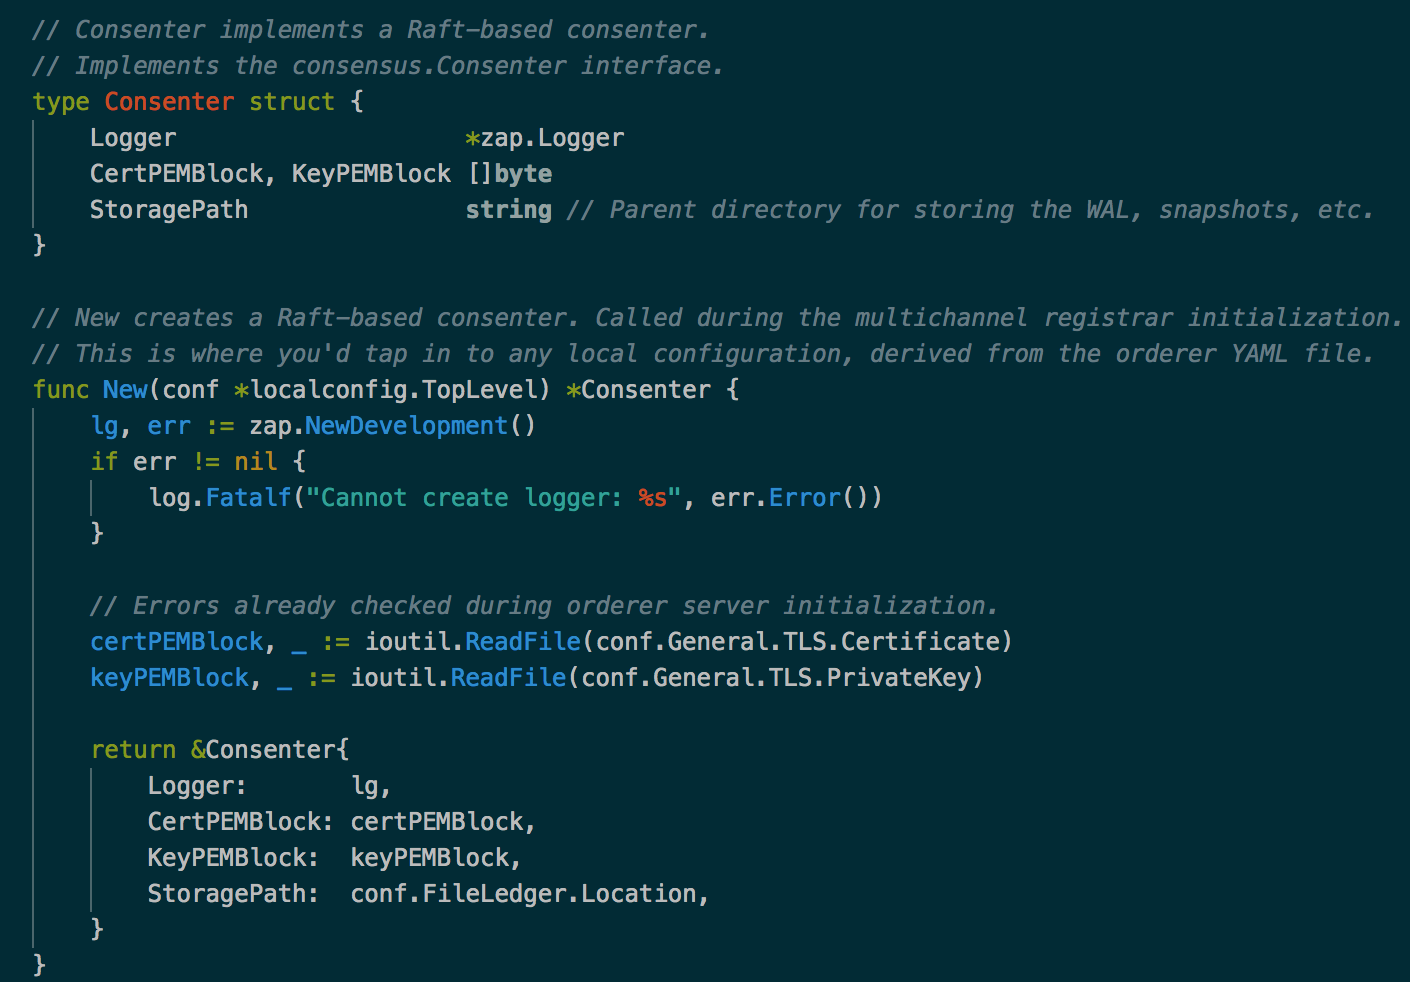 // Consenter implements a Raft-based consenter.
// Implements the consensus.Consenter interface.
type Consenter struct {
    Logger                    *zap.Logger
    CertPEMBlock, KeyPEMBlock []byte
    StoragePath               string // Parent directory for storing the WAL, snapshots, etc.
}

// New creates a Raft-based consenter. Called during the multichannel registrar initialization.
// This is where you'd tap in to any local configuration, derived from the orderer YAML file.
func New(conf *localconfig.TopLevel) *Consenter {
    lg, err := zap.NewDevelopment()
    if err != nil {
        log.Fatalf("Cannot create logger: %s", err.Error())
    }

    // Errors already checked during orderer server initialization.
    certPEMBlock, _ := ioutil.ReadFile(conf.General.TLS.Certificate)
    keyPEMBlock, _ := ioutil.ReadFile(conf.General.TLS.PrivateKey)

    return &Consenter{
        Logger:       lg,
        CertPEMBlock: certPEMBlock,
        KeyPEMBlock:  keyPEMBlock,
        StoragePath:  conf.FileLedger.Location,
    }
}